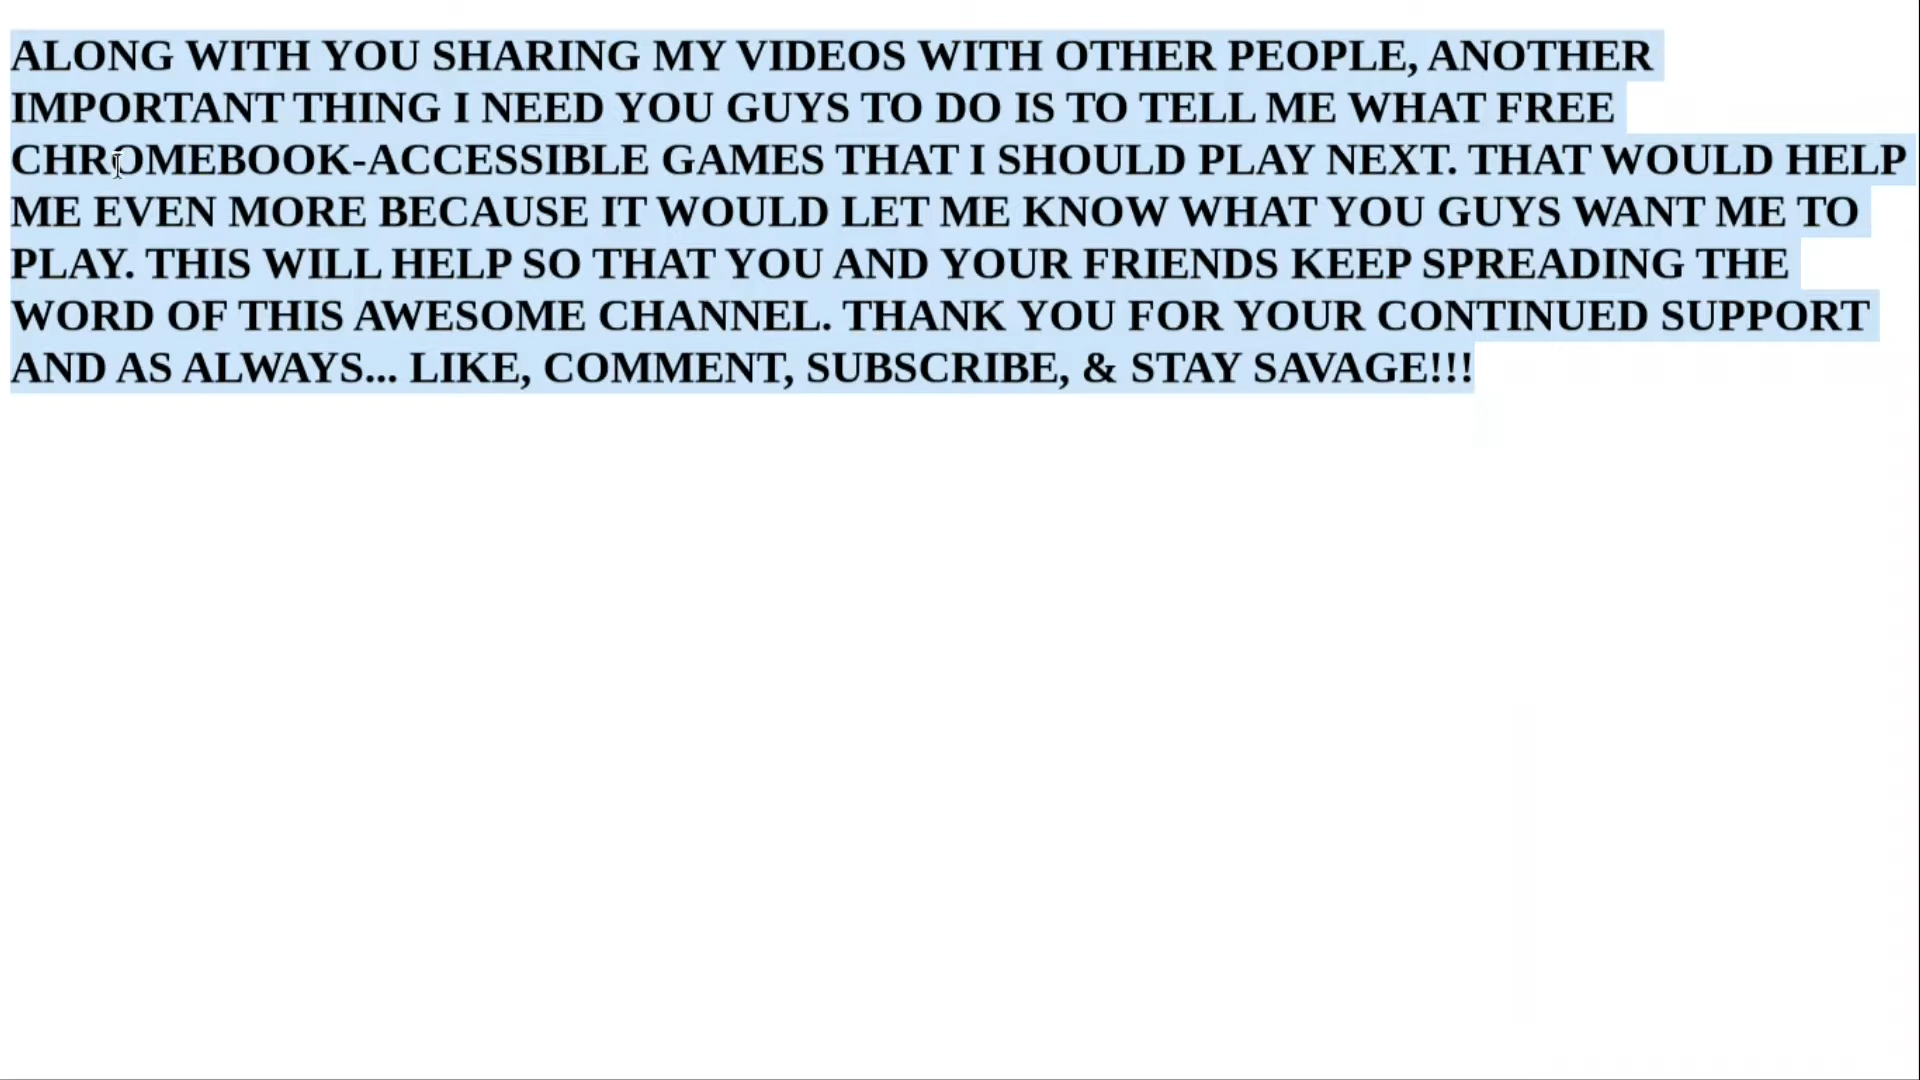 ALONG WITH YOU SHARING MY VIDEOS WITH OTHER PEOPLE, ANOTHER
IMPORTANT THING I NEED YOU GUYS TO DO IS TO TELL ME WHAT FREE
CHROMEBOOK-ACCESSIBLE GAMES THAT I SHOULD PLAY NEXT. THAT WOULD HELP
ME EVEN MORE BECAUSE IT WOULD LET ME KNOW WHAT YOU GUYS WANT ME TO
PLAY. THIS WILL HELP SO THAT YOU AND YOUR FRIENDS KEEP SPREADING THE
WORD OF THIS AWESOME CHANNEL. THANK YOU FOR YOUR CONTINUED SUPPORT
AND AS ALWAYS... LIKE, COMMENT, SUBSCRIBE, & STAY SAVAGE!!!